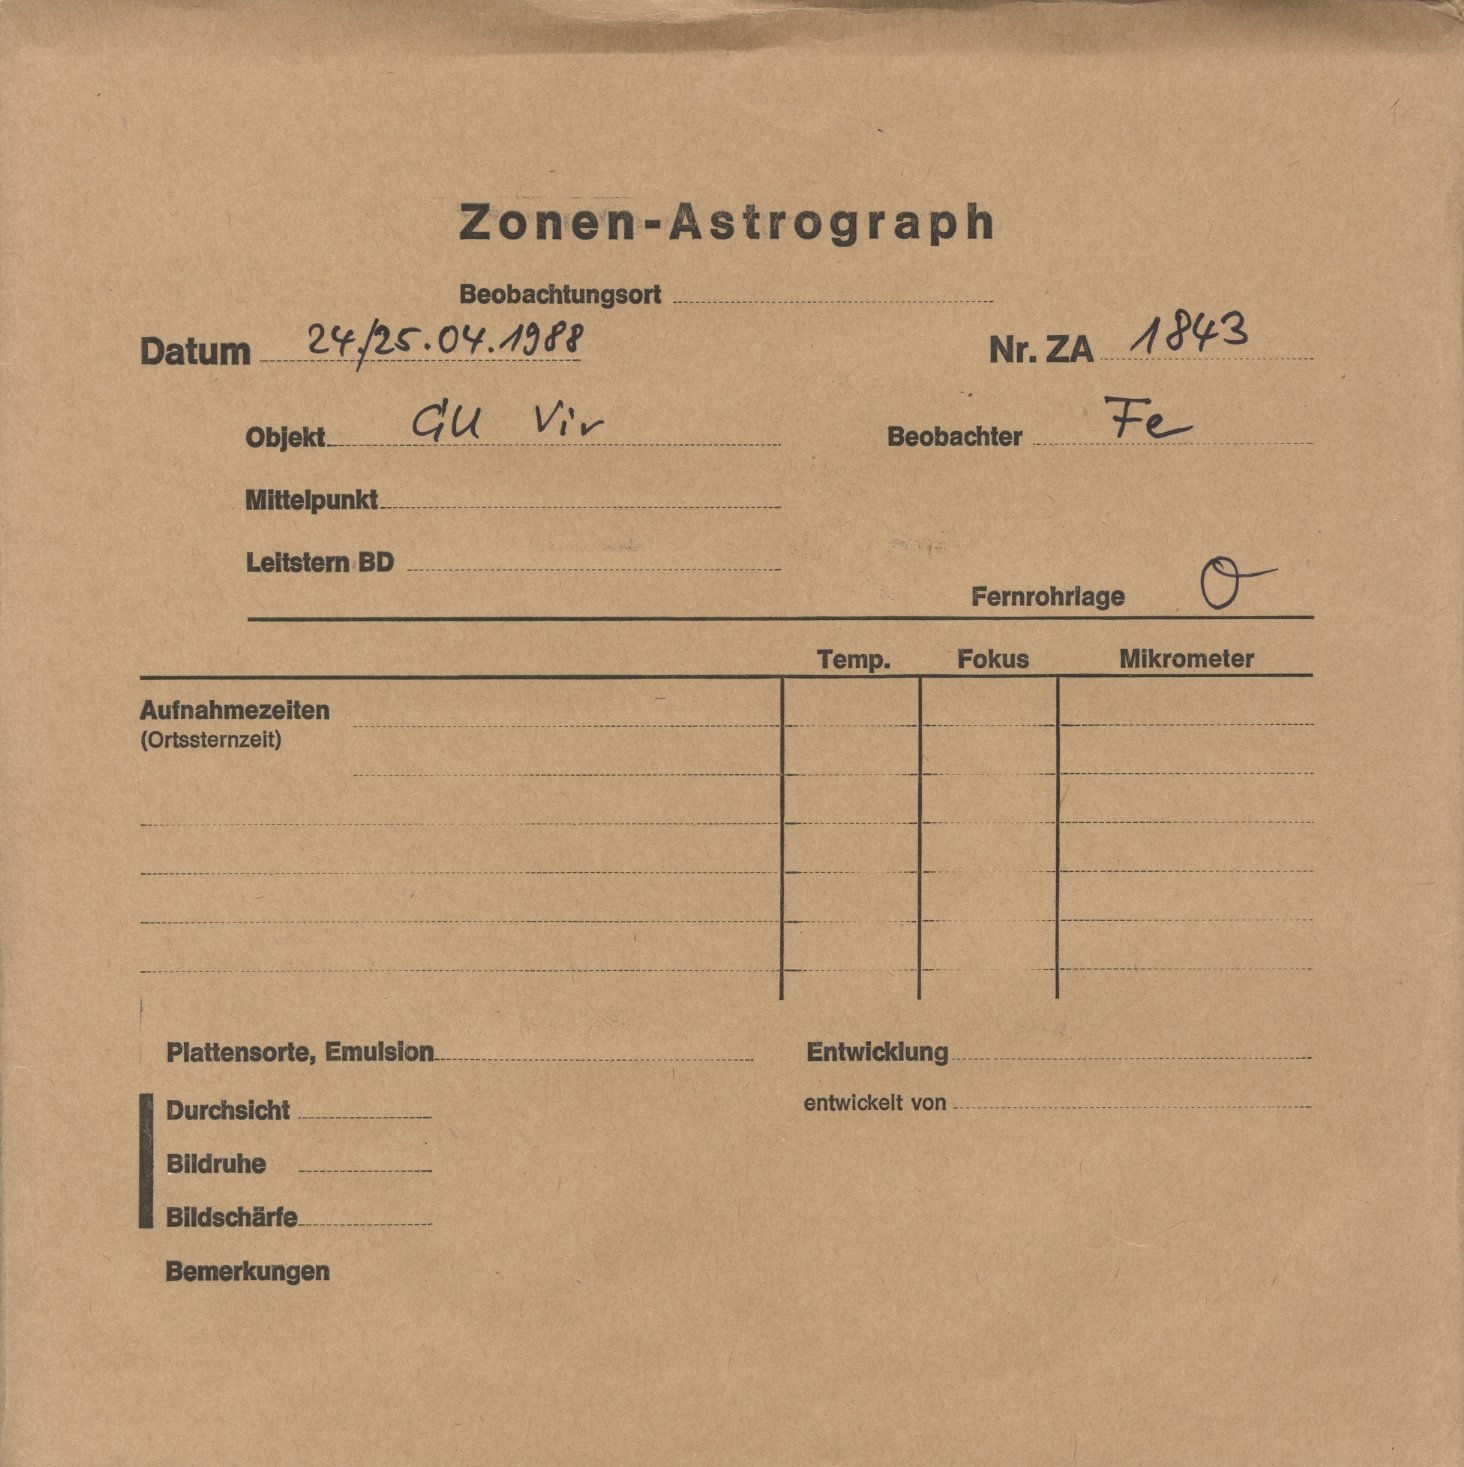 Zonen-Astrograph
Beobachtungsort
Datum 24./25.04.1988 Nr. ZA 1843
Objekt GU Vir Beobachter Fe
Mittelpunkt
Leitstern BD
Fernrohrlage O
Temp. Fokus Mikrometer
Aufnahmezeiten
(Ortssternzeit)
Plattensorte, Emulsion Entwicklung
Durchsicht entwickelt von
Bildruhe
Bildschärfe
Bemerkungen